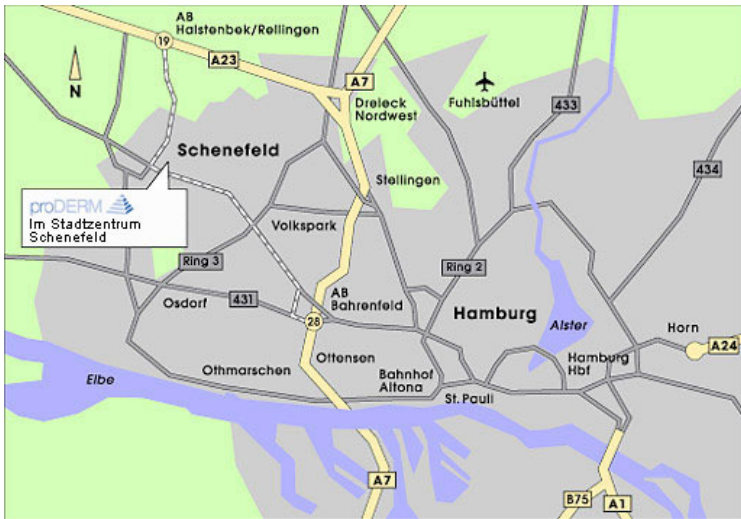 AB
Halstenbek/Rellingen
19
A23
A7
N
Dreieck
Nordwest
Fuhlsbüttel
433
Schenefeld
434
Stellingen
proDERM
Im Stadtzentrum
Schenefeld
Volkspark
Ring 3
Ring 2
AB
Bahrenfeld
Osdorf
431
28
Hamburg
Alster
Horn
A24
Elbe
Othmarschen
Ottensen
Bahnhof
Altona
Hamburg
Hbf
St. Pauli
A7
B75
A1